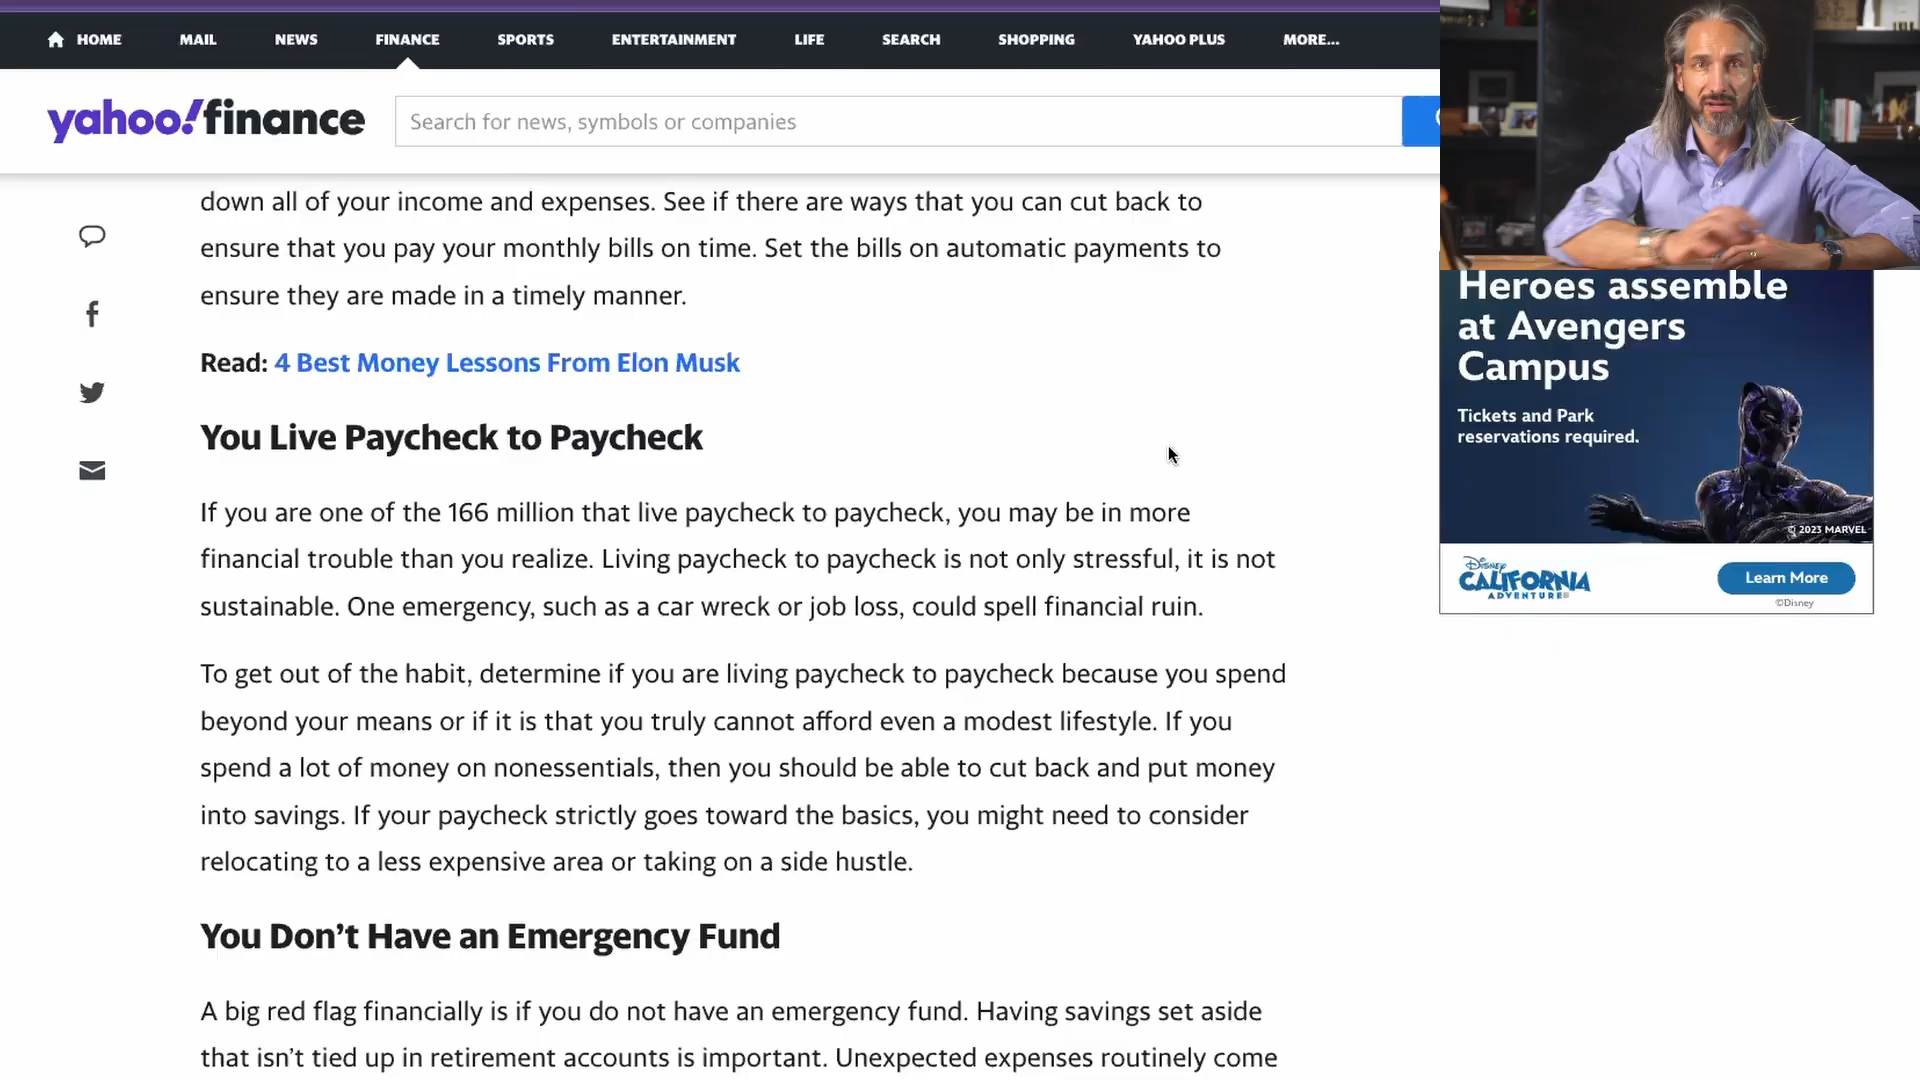 HOME MAIL NEWS FINANCE SPORTS ENTERTAINMENT LIFE SEARCH SHOPPING YAHOO PLUS MORE...
yahoo!finance
Search for news, symbols or companies
down all of your income and expenses. See if there are ways that you can cut back to
ensure that you pay your monthly bills on time. Set the bills on automatic payments to
ensure they are made in a timely manner.
Read: 4 Best Money Lessons From Elon Musk
You Live Paycheck to Paycheck
If you are one of the 166 million that live paycheck to paycheck, you may be in more
financial trouble than you realize. Living paycheck to paycheck is not only stressful, it is not
sustainable. One emergency, such as a car wreck or job loss, could spell financial ruin.
To get out of the habit, determine if you are living paycheck to paycheck because you spend
beyond your means or if it is that you truly cannot afford even a modest lifestyle. If you
spend a lot of money on nonessentials, then you should be able to cut back and put money
into savings. If your paycheck strictly goes toward the basics, you might need to consider
relocating to a less expensive area or taking on a side hustle.
You Don’t Have an Emergency Fund
A big red flag financially is if you do not have an emergency fund. Having savings set aside
that isn’t tied up in retirement accounts is important. Unexpected expenses routinely come
Heroes assemble
at Avengers
Campus
Tickets and Park
reservations required.
© 2023 MARVEL
Disney
CALIFORNIA
ADVENTURE
Learn More
©Disney